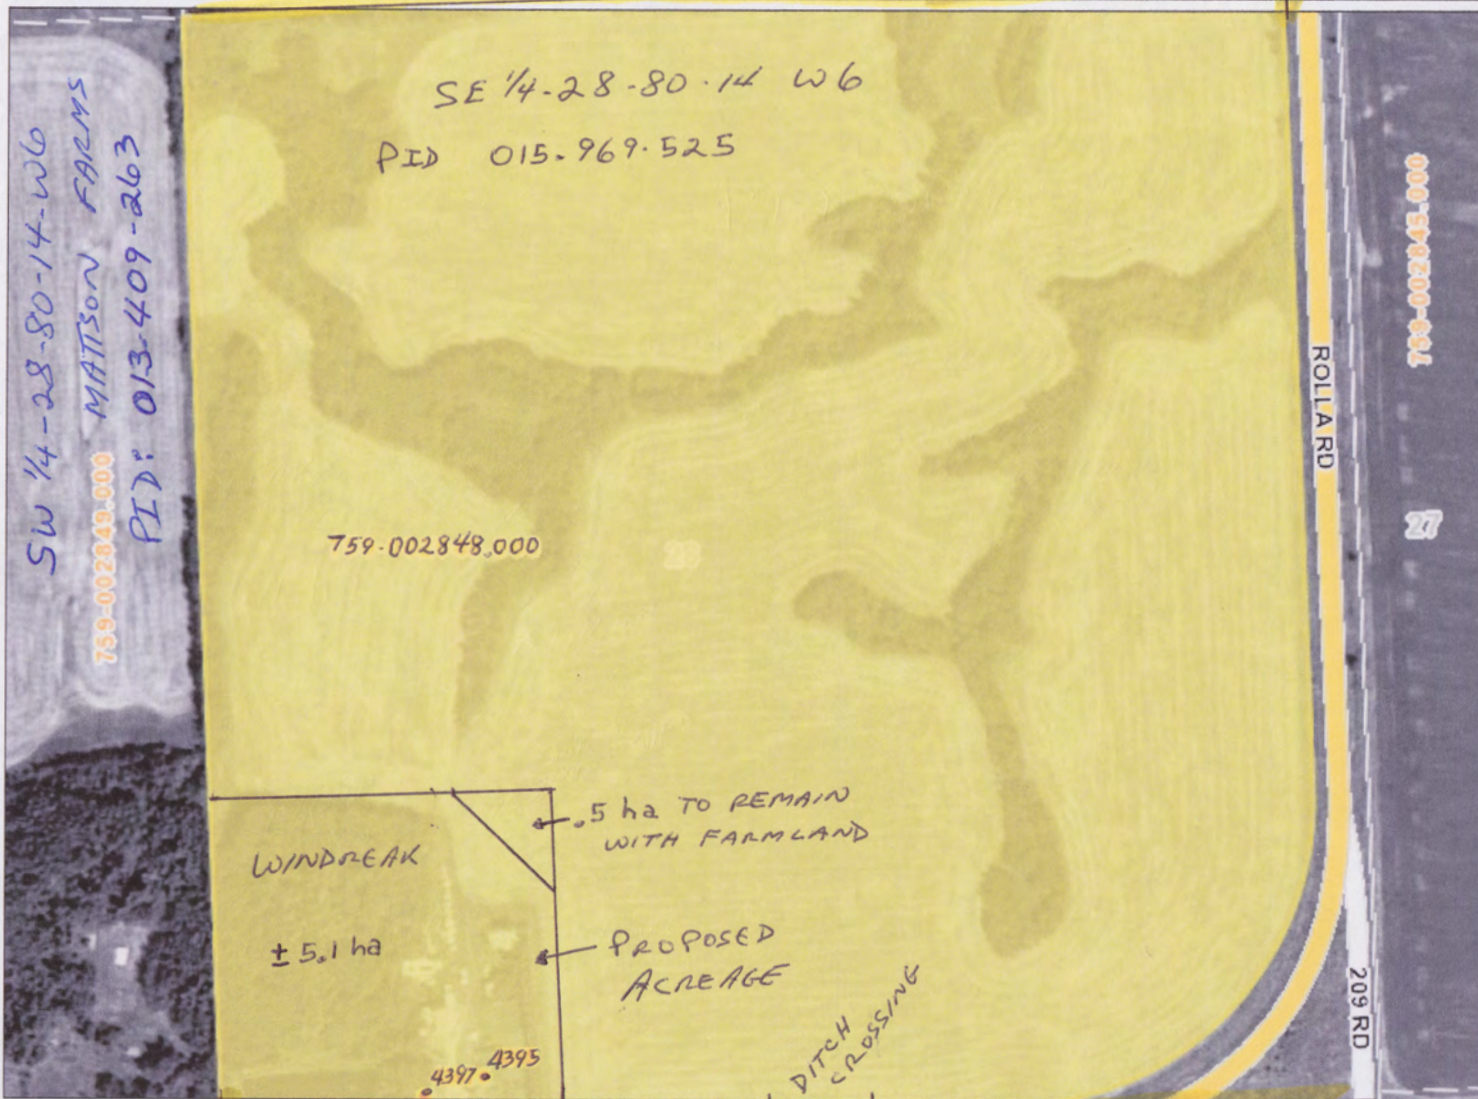 SE 1/4-28-80-14 W6
PID 015.969.525
SW 1/4-28-80-14-W6
MATTSON FARMS
759-002849.000
PID: 013-409-263
759-002845.000
ROLLA RD
27
759-002848.000
28
.5 ha TO REMAIN
WITH FARMLAND
WINDREAK
± 5.1 ha
PROPOSED
ACREAGE
DITCH
CROSSING
209 RD
4397
4395